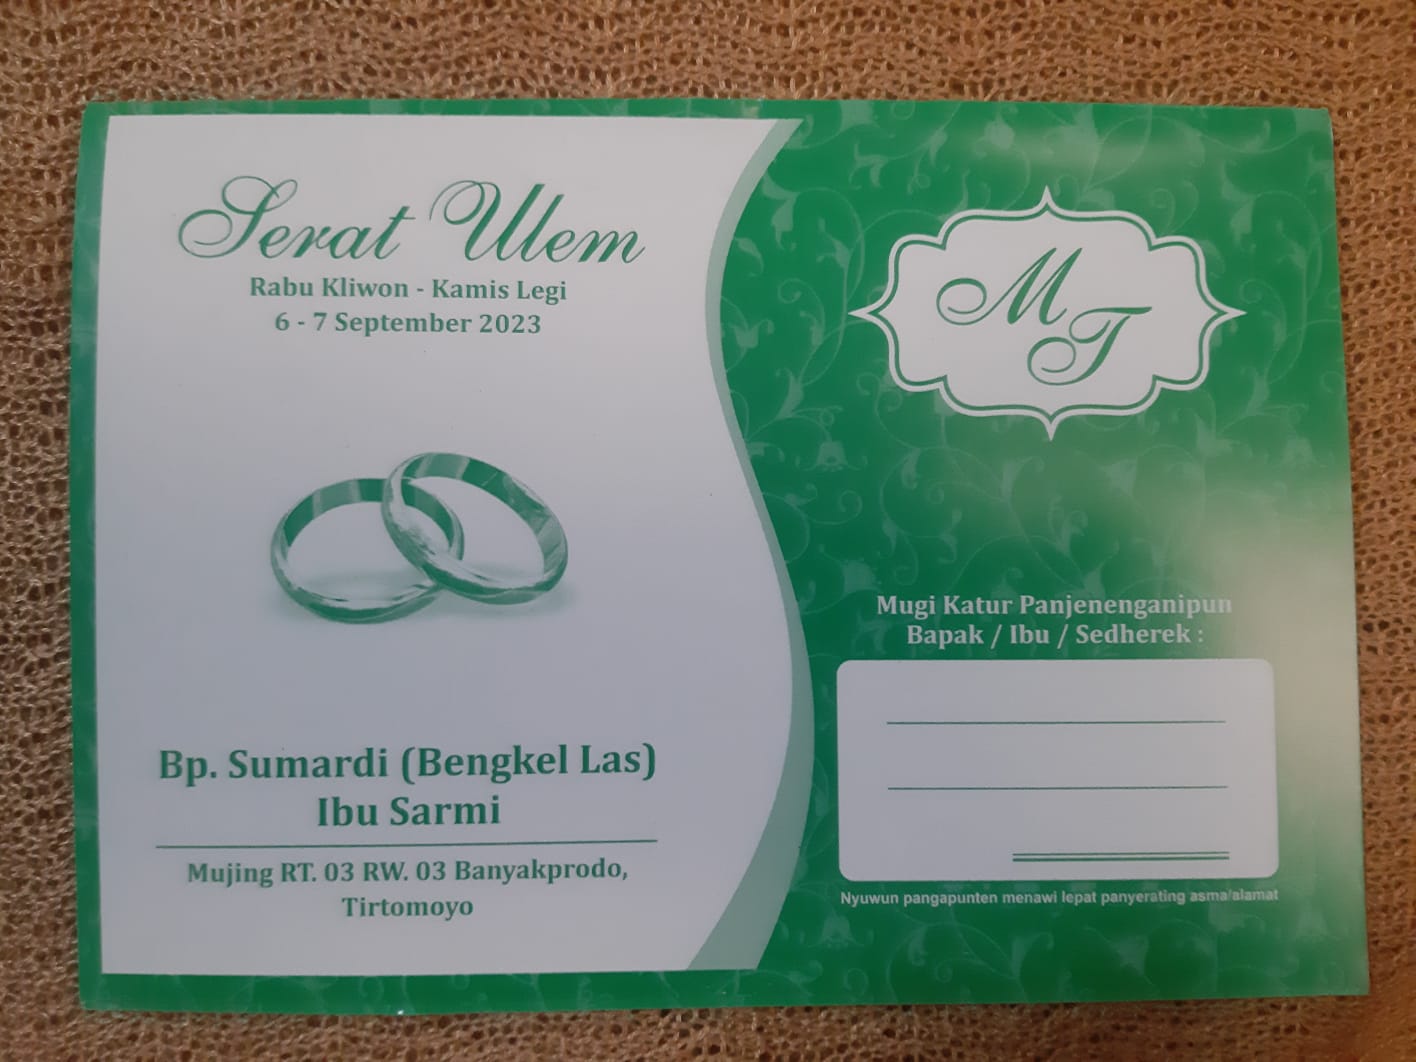 Serat Ulem
Rabu Kliwon - Kamis Legi
6 - 7 September 2023
Bp. Sumardi (Bengkel Las)
Ibu Sarmi
Mujing RT. 03 RW. 03 Banyakprodo,
Tirtomoyo
M
T
Mugi Katur Panjenenganipun
Bapak / Ibu / Sedherek :
Nyuwun pangapunten menawi lepat panyerating asma/alamat